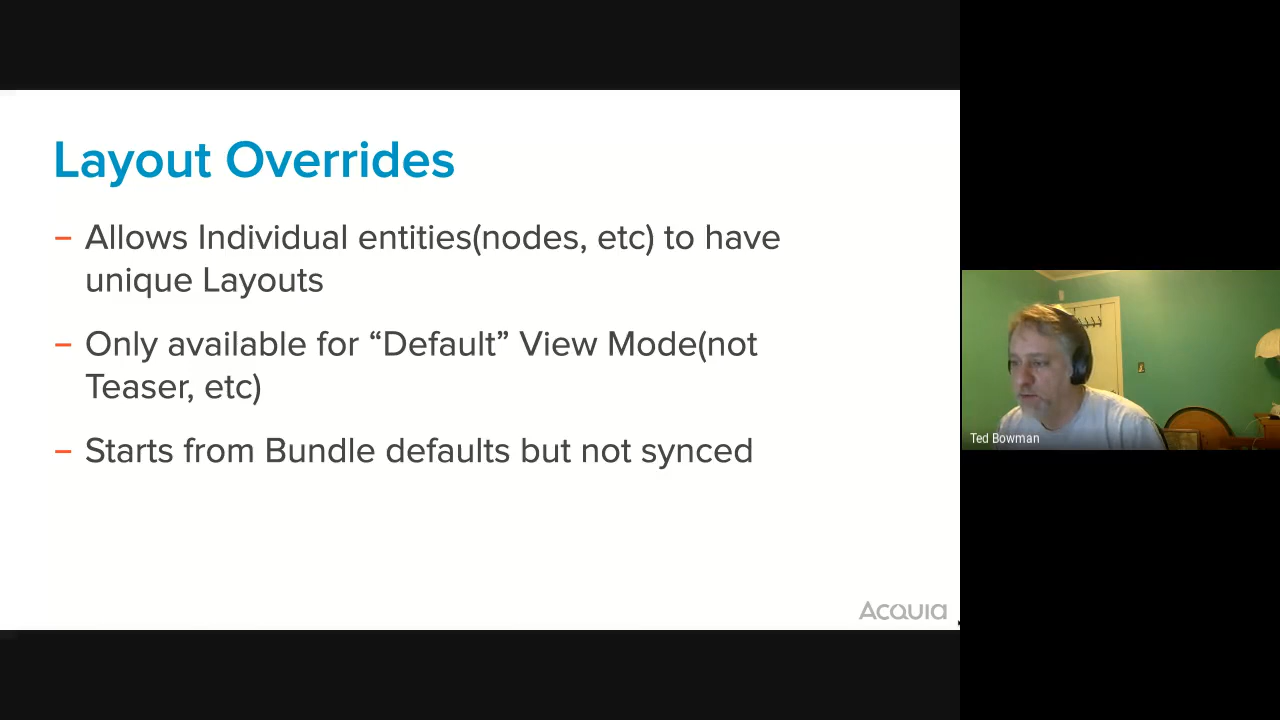 Layout Overrides
– Allows Individual entities(nodes, etc) to have
unique Layouts
– Only available for “Default” View Mode(not
Teaser, etc)
– Starts from Bundle defaults but not synced
Acquia
Ted Bowman